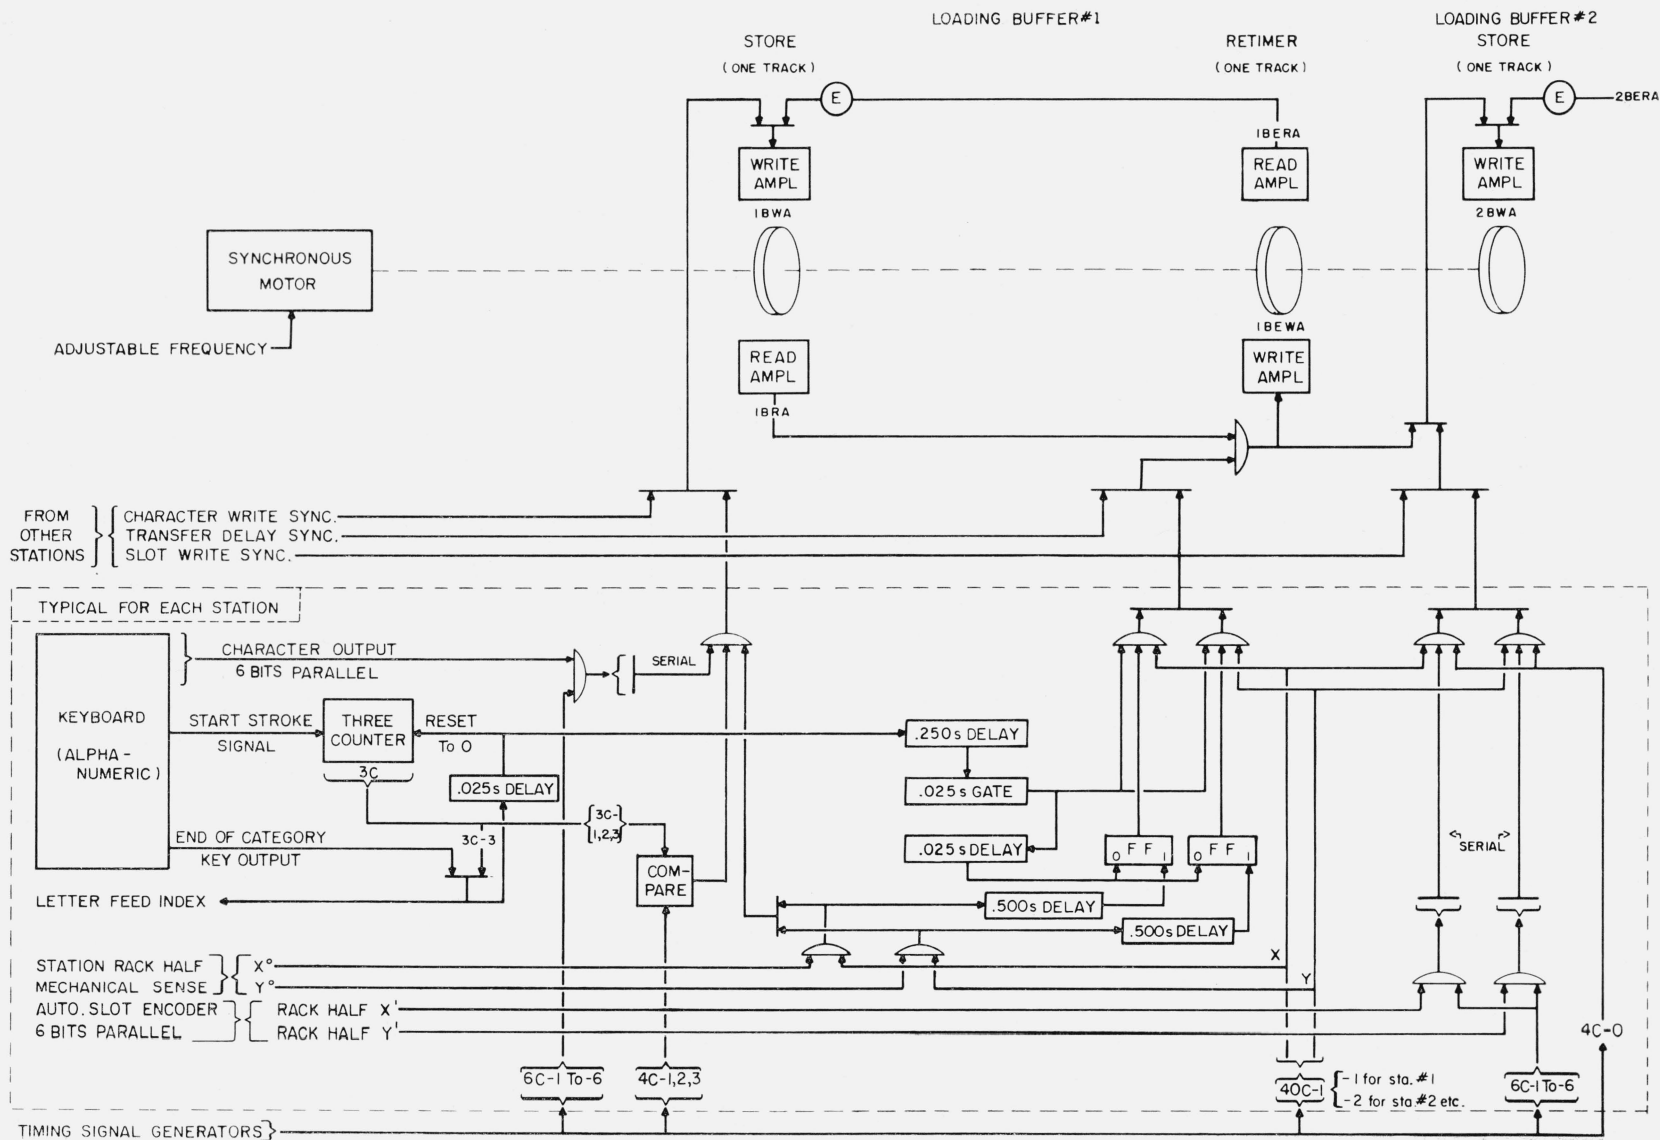 LOADING BUFFER #1
LOADING BUFFER #2
STORE
(ONE TRACK)
RETIMER
(ONE TRACK)
STORE
(ONE TRACK)
E
E
2BERA
1BERA
WRITE
AMPL
READ
AMPL
WRITE
AMPL
1BWA
2BWA
SYNCHRONOUS
MOTOR
1BEWA
ADJUSTABLE FREQUENCY
READ
AMPL
WRITE
AMPL
1BRA
FROM
OTHER
STATIONS
CHARACTER WRITE SYNC.
TRANSFER DELAY SYNC.
SLOT WRITE SYNC.
TYPICAL FOR EACH STATION
CHARACTER OUTPUT
6 BITS PARALLEL
SERIAL
KEYBOARD
(ALPHA-
NUMERIC)
START STROKE
SIGNAL
THREE
COUNTER
RESET
To 0
.250s DELAY
3C
.025s DELAY
.025s GATE
3C-
1,2,3
3C-3
END OF CATEGORY
KEY OUTPUT
.025s DELAY
0 FF 1
0 FF 1
SERIAL
COM-
PARE
LETTER FEED INDEX
.500s DELAY
.500s DELAY
STATION RACK HALF
MECHANICAL SENSE
X°
Y°
X
Y
AUTO. SLOT ENCODER
6 BITS PARALLEL
RACK HALF X'
RACK HALF Y'
4C-0
6C-1 To-6
4C-1,2,3
40C-1
-1 for sta. #1
-2 for sta #2 etc.
6C-1 To-6
TIMING SIGNAL GENERATORS